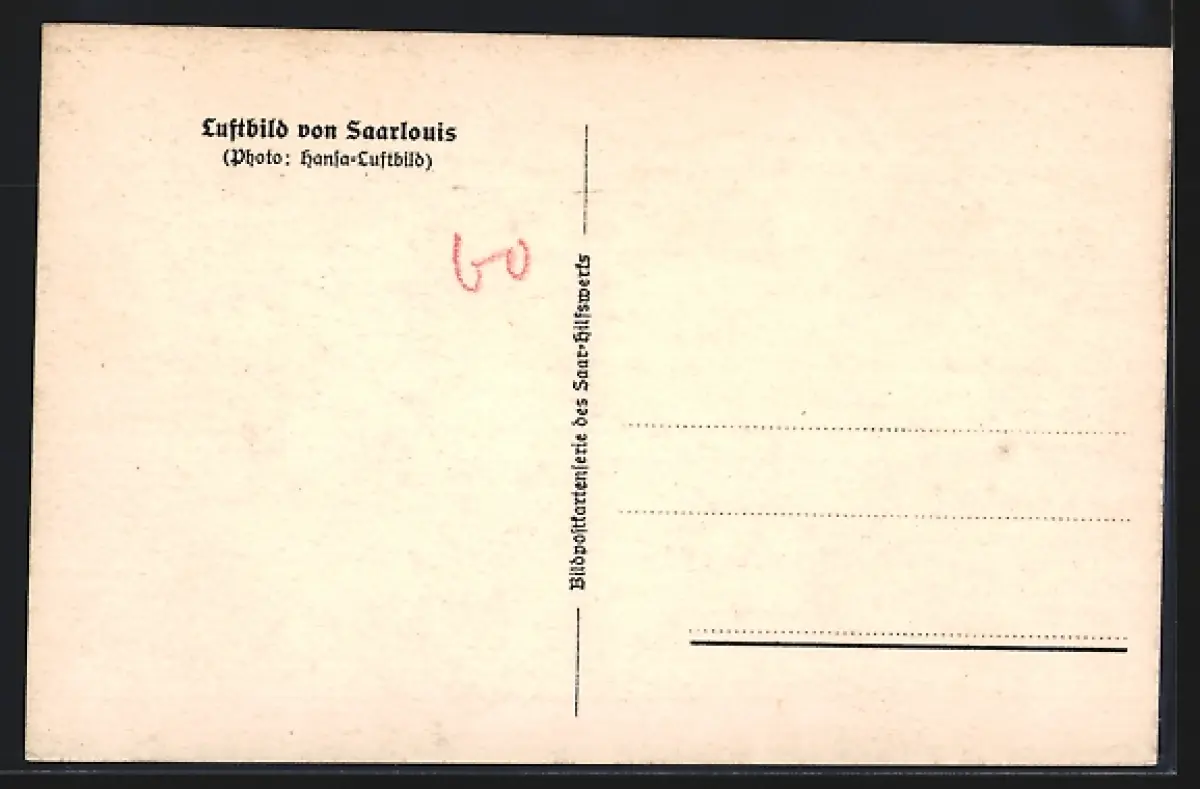 Luftbild von Saarlouis
(Photo: Hansa-Luftbild)
60
Bildpostkartenserie des Saar-Hilfswerks